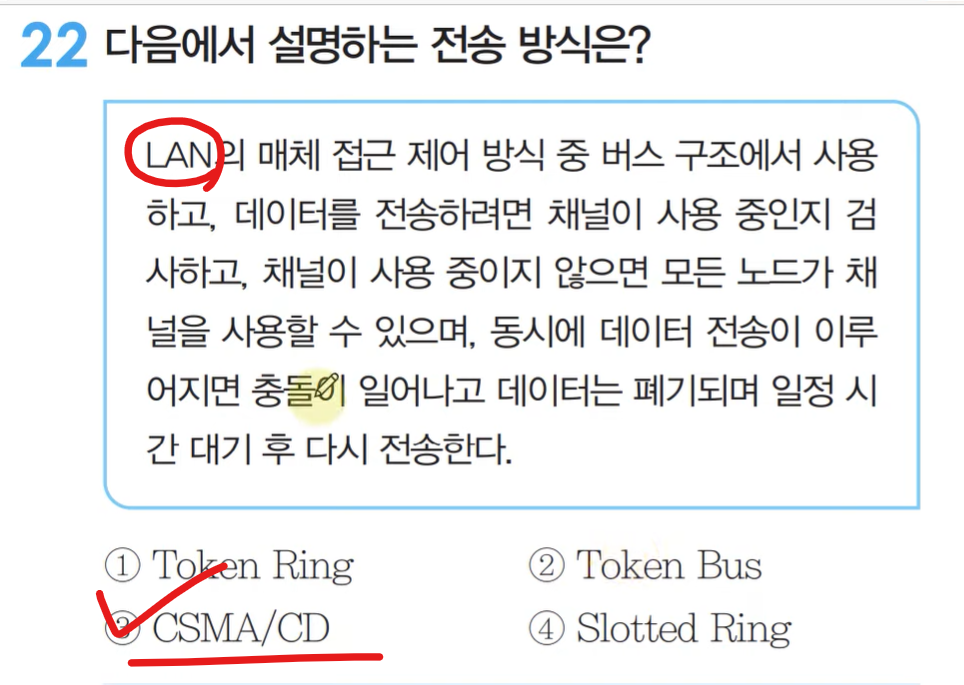 22 다음에서 설명하는 전송 방식은?
LAN의 매체 접근 제어 방식 중 버스 구조에서 사용
하고, 데이터를 전송하려면 채널이 사용 중인지 검
사하고, 채널이 사용 중이지 않으면 모든 노드가 채
널을 사용할 수 있으며, 동시에 데이터 전송이 이루
어지면 충돌이 일어나고 데이터는 폐기되며 일정 시
간 대기 후 다시 전송한다.
① Token Ring ② Token Bus
③ CSMA/CD ④ Slotted Ring